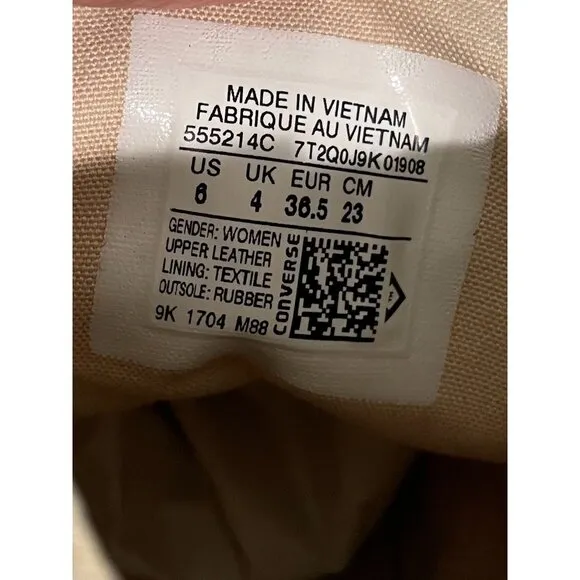 MADE IN VIETNAM
FABRIQUE AU VIETNAM
555214C 7T2Q0J9K01908
US UK EUR CM
6 4 36.5 23
GENDER: WOMEN
UPPER LEATHER
LINING: TEXTILE
OUTSOLE: RUBBER
CONVERSE
9K 1704 M88